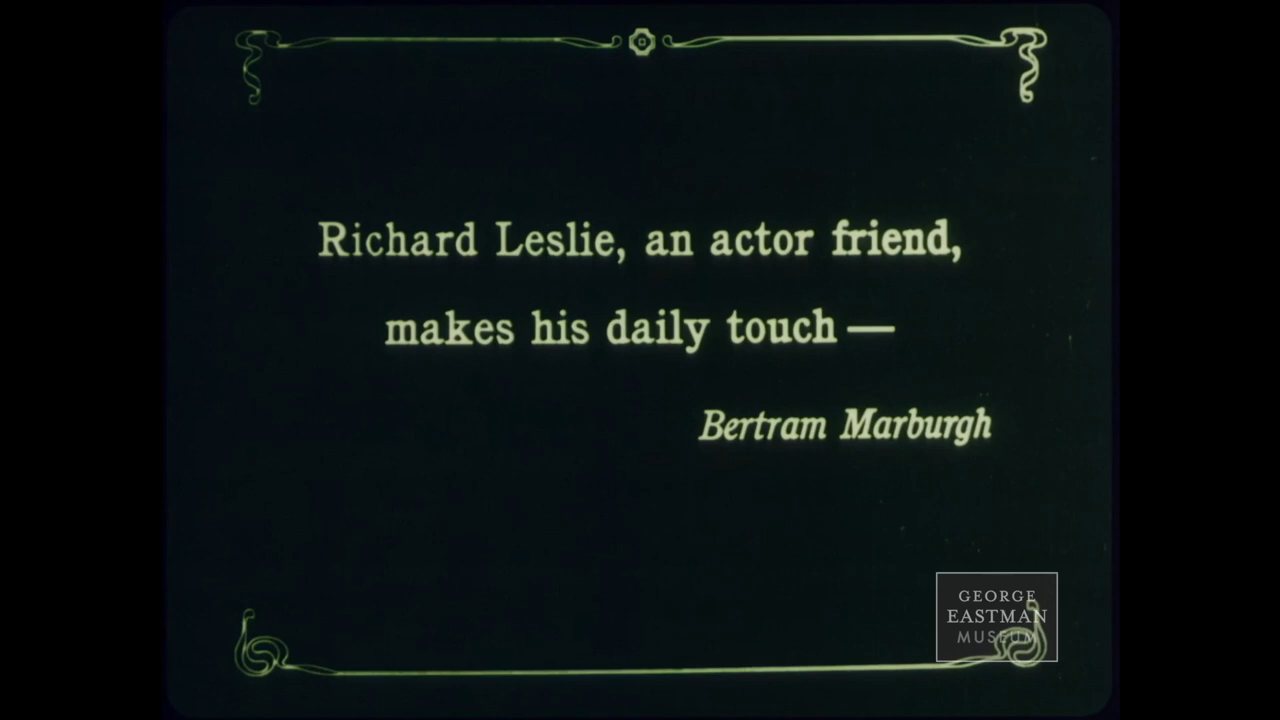 Richard Leslie, an actor friend,
makes his daily touch —
Bertram Marburgh
GEORGE
EASTMAN
MUSEUM